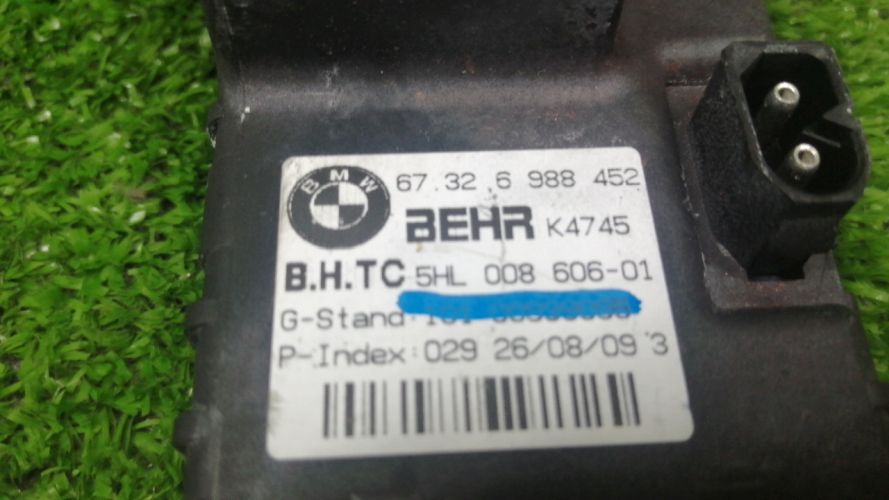 BMW 67.32 6 988 452
BEHR K4745
B.H.TC 5HL 008 606-01
G-Stand:
P-Index: 029 26/08/09 3